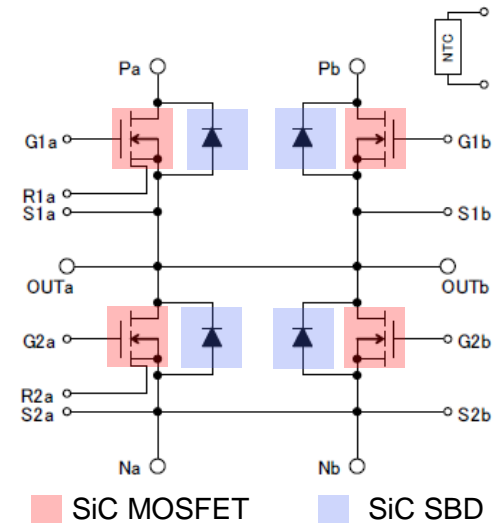 NTC
Pa
Pb
G1a
G1b
R1a
S1a
S1b
OUTa
OUTb
G2a
G2b
R2a
S2a
S2b
Na
Nb
SiC MOSFET
SiC SBD